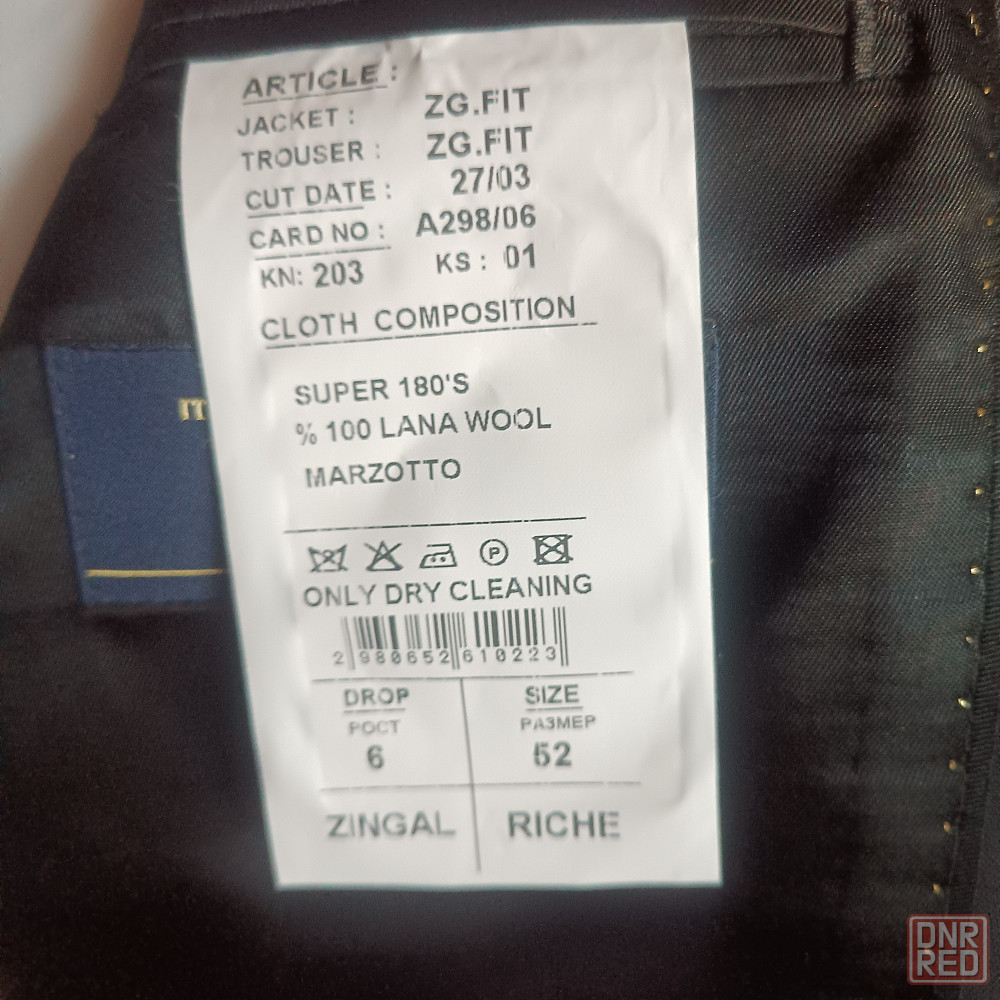 ARTICLE :
JACKET : ZG.FIT
TROUSER : ZG.FIT
CUT DATE : 27/03
CARD NO : A298/06
KN: 203 KS : 01
CLOTH COMPOSITION
SUPER 180'S
% 100 LANA WOOL
MARZOTTO
ONLY DRY CLEANING
2 980652 610223
DROP SIZE
РОСТ РАЗМЕР
6 52
ZINGAL RICHE
DNR
RED